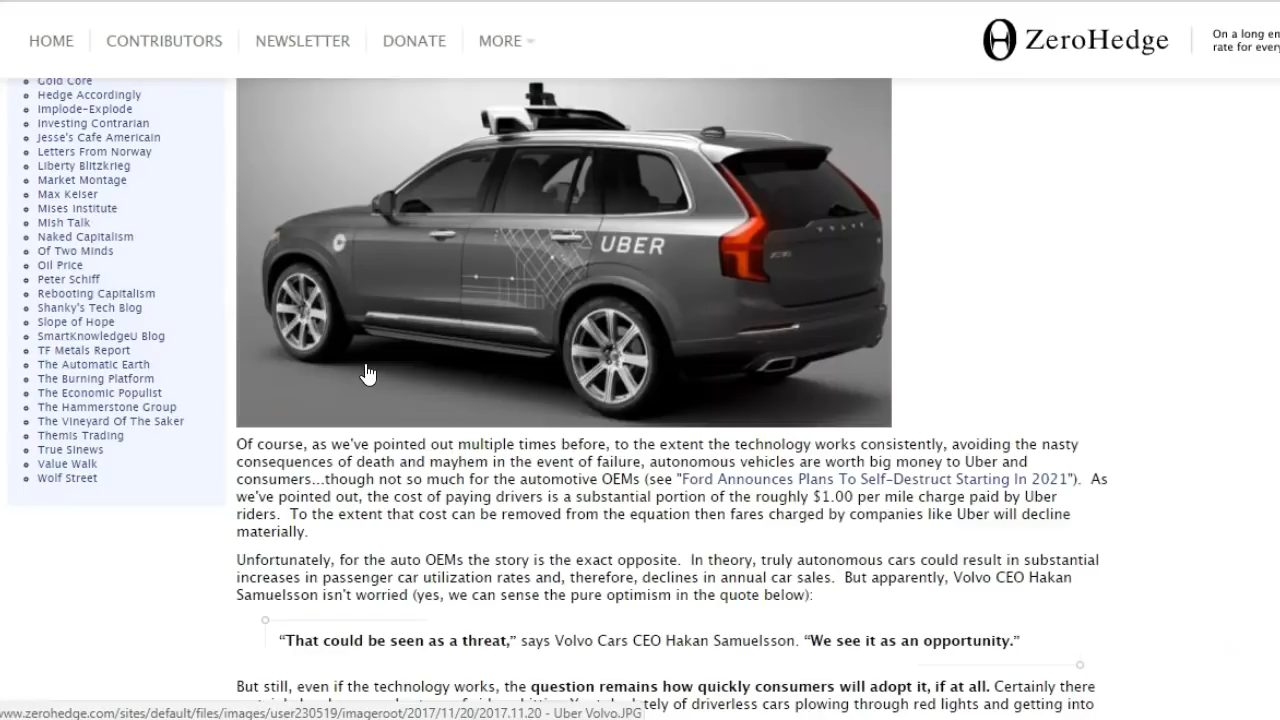 HOME
CONTRIBUTORS
NEWSLETTER
DONATE
MORE
ZeroHedge
On a long en
rate for every
Gold Core
Hedge Accordingly
Implode-Explode
Investing Contrarian
Jesse's Cafe Americain
Letters From Norway
Liberty Blitzkrieg
Market Montage
Max Keiser
Mises Institute
Mish Talk
Naked Capitalism
Of Two Minds
Oil Price
Peter Schiff
Rebooting Capitalism
Shanky's Tech Blog
Slope of Hope
SmartKnowledgeU Blog
TF Metals Report
The Automatic Earth
The Burning Platform
The Economic Populist
The Hammerstone Group
The Vineyard Of The Saker
Themis Trading
True Sinews
Value Walk
Wolf Street
UBER
VOLVO
Of course, as we've pointed out multiple times before, to the extent the technology works consistently, avoiding the nasty
consequences of death and mayhem in the event of failure, autonomous vehicles are worth big money to Uber and
consumers...though not so much for the automotive OEMs (see "Ford Announces Plans To Self-Destruct Starting In 2021"). As
we've pointed out, the cost of paying drivers is a substantial portion of the roughly $1.00 per mile charge paid by Uber
riders. To the extent that cost can be removed from the equation then fares charged by companies like Uber will decline
materially.
Unfortunately, for the auto OEMs the story is the exact opposite. In theory, truly autonomous cars could result in substantial
increases in passenger car utilization rates and, therefore, declines in annual car sales. But apparently, Volvo CEO Hakan
Samuelsson isn't worried (yes, we can sense the pure optimism in the quote below):
“That could be seen as a threat,” says Volvo Cars CEO Hakan Samuelsson. “We see it as an opportunity.”
But still, even if the technology works, the question remains how quickly consumers will adopt it, if at all. Certainly there
tely of driverless cars plowing through red lights and getting into
www.zerohedge.com/sites/default/files/images/user230519/imageroot/2017/11/20/2017.11.20 - Uber Volvo.JPG